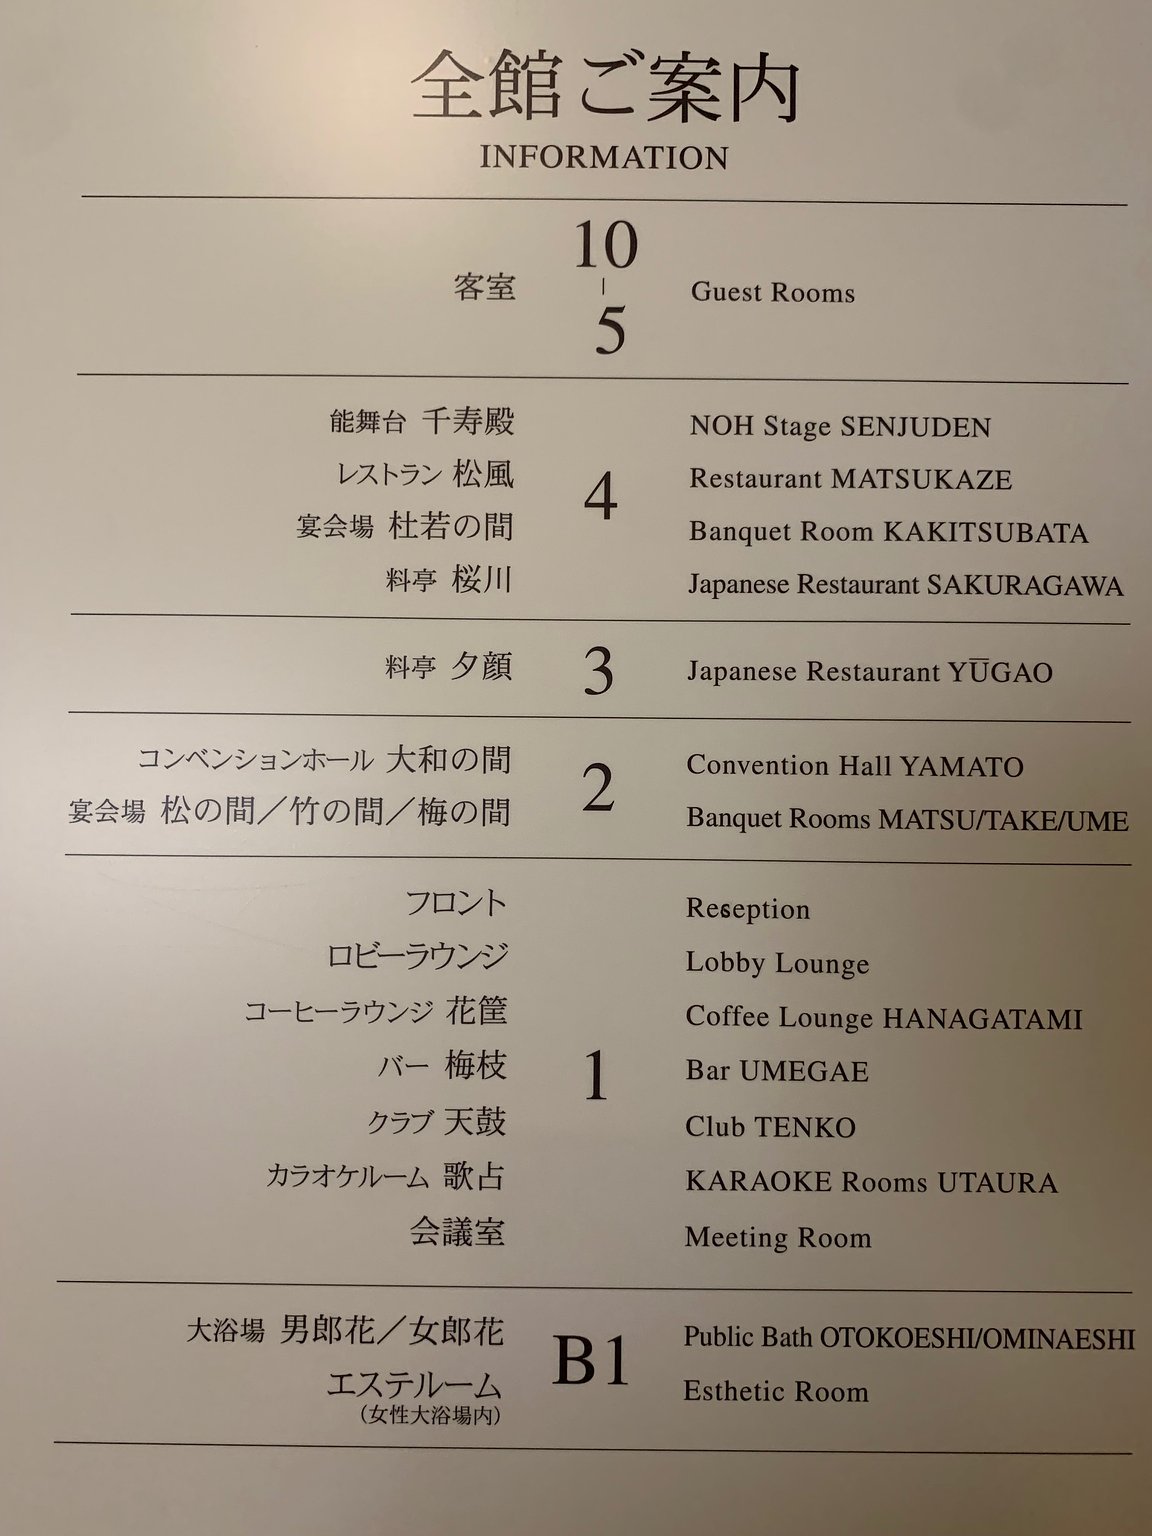 全館ご案内
INFORMATION
客室 10-5 Guest Rooms
能舞台 千寿殿 NOH Stage SENJUDEN
レストラン 松風 Restaurant MATSUKAZE
4
宴会場 杜若の間 Banquet Room KAKITSUBATA
料亭 桜川 Japanese Restaurant SAKURAGAWA
料亭 夕顔 3 Japanese Restaurant YŪGAO
コンベンションホール 大和の間 Convention Hall YAMATO
2
宴会場 松の間／竹の間／梅の間 Banquet Rooms MATSU/TAKE/UME
フロント Reseption
ロビーラウンジ Lobby Lounge
コーヒーラウンジ 花筐 Coffee Lounge HANAGATAMI
バー 梅枝 1 Bar UMEGAE
クラブ 天鼓 Club TENKO
カラオケルーム 歌占 KARAOKE Rooms UTAURA
会議室 Meeting Room
大浴場 男郎花／女郎花 Public Bath OTOKOESHI/OMINAESHI
B1
エステルーム Esthetic Room
（女性大浴場内）